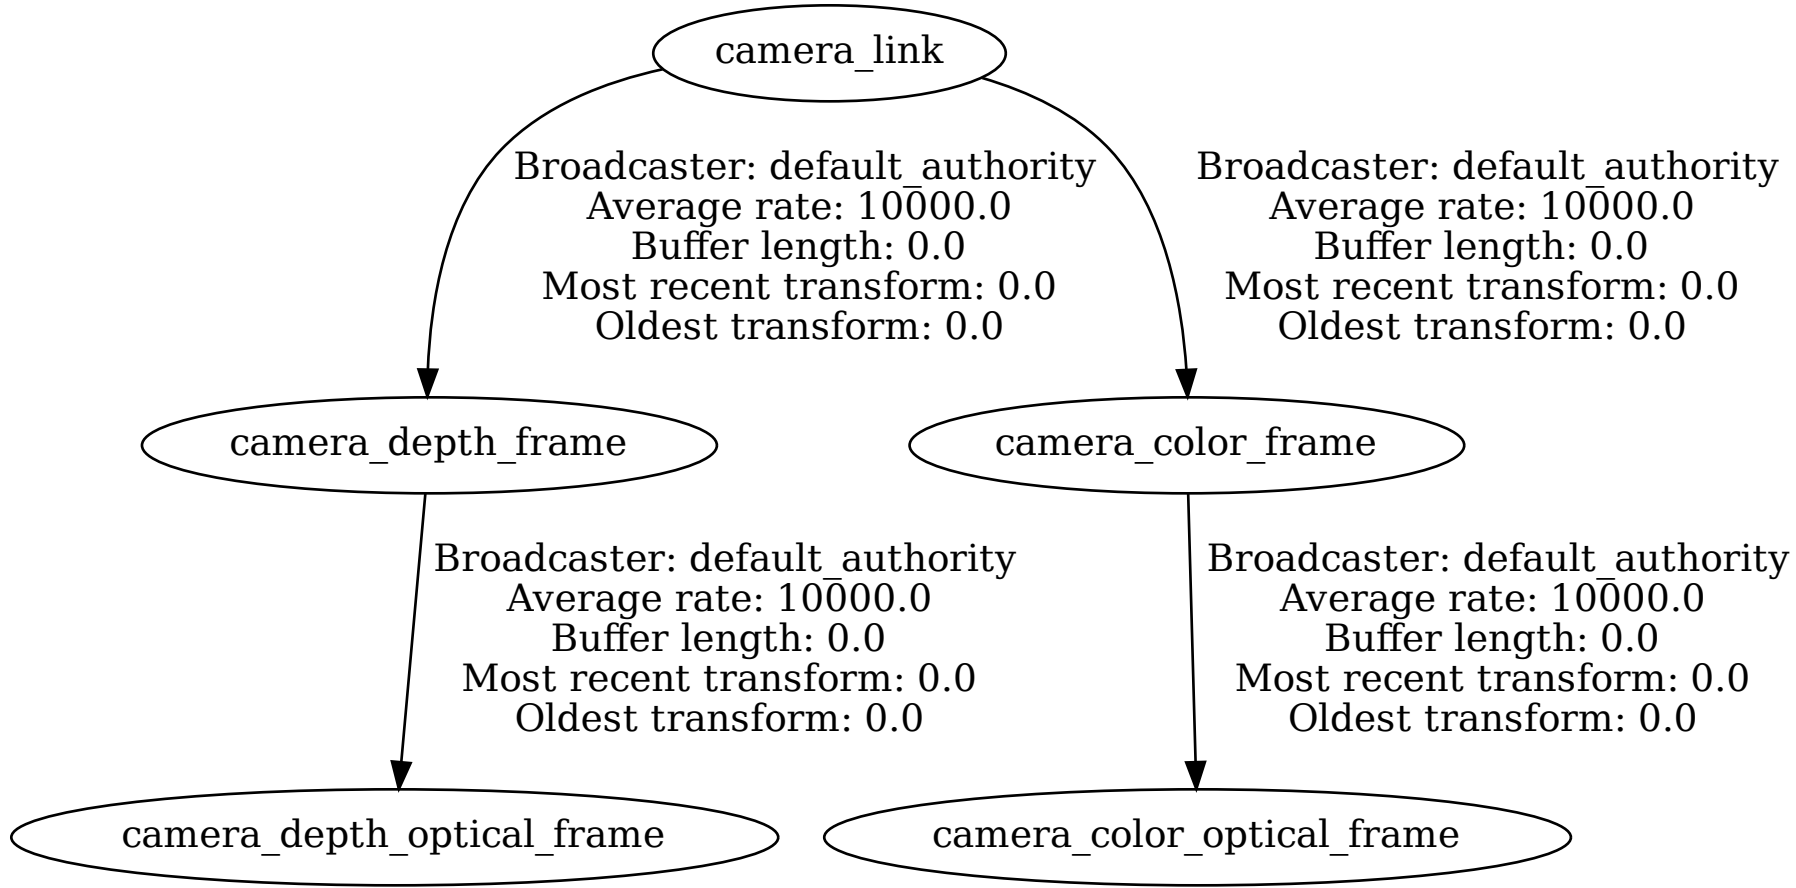 camera_link
Broadcaster: default_authority
Average rate: 10000.0
Buffer length: 0.0
Most recent transform: 0.0
Oldest transform: 0.0
Broadcaster: default_authority
Average rate: 10000.0
Buffer length: 0.0
Most recent transform: 0.0
Oldest transform: 0.0
camera_depth_frame
camera_color_frame
Broadcaster: default_authority
Average rate: 10000.0
Buffer length: 0.0
Most recent transform: 0.0
Oldest transform: 0.0
Broadcaster: default_authority
Average rate: 10000.0
Buffer length: 0.0
Most recent transform: 0.0
Oldest transform: 0.0
camera_depth_optical_frame
camera_color_optical_frame